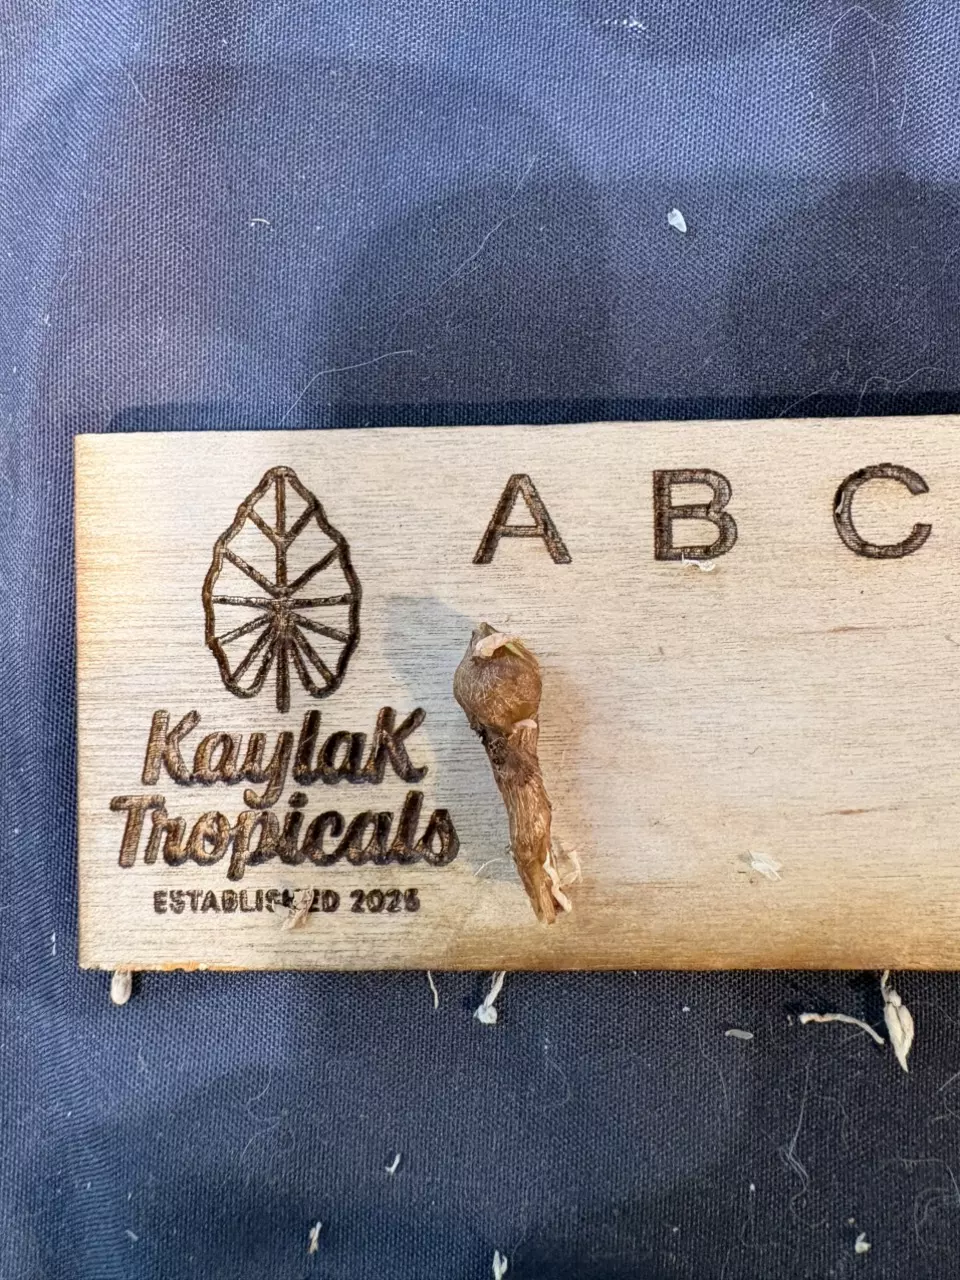 A B C
KaylaK
Tropicals
ESTABLISHED 2025